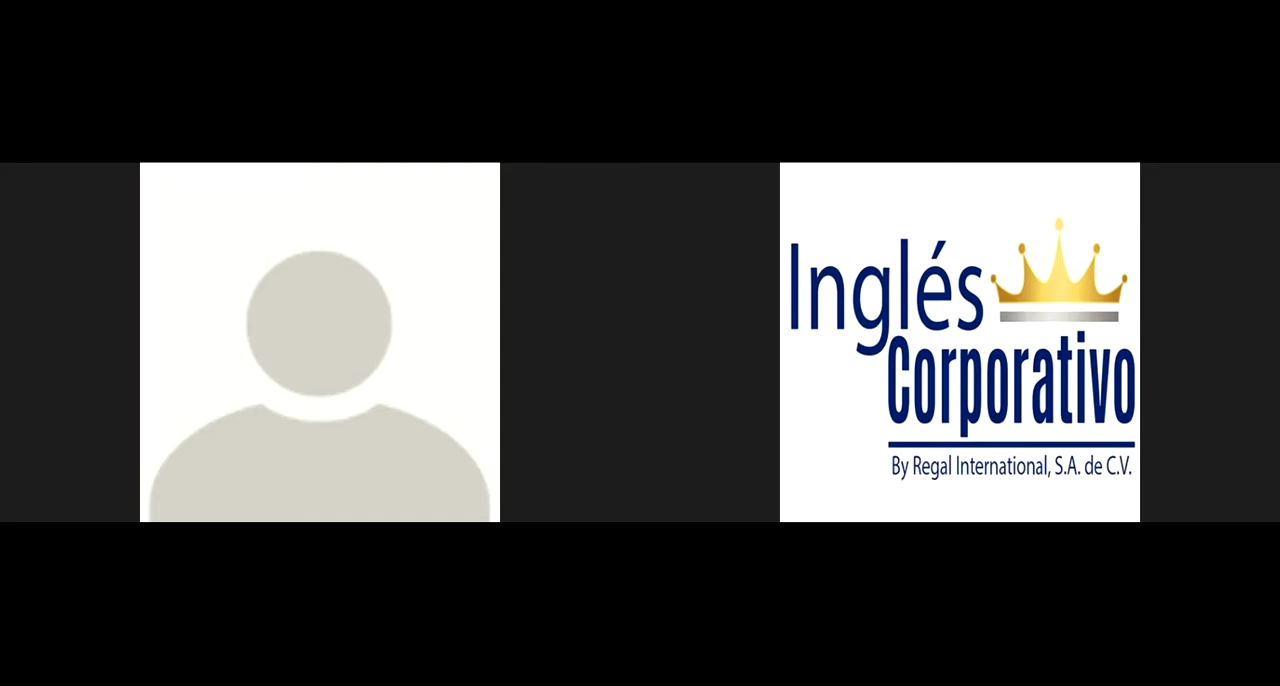 Inglés
Corporativo
By Regal International, S.A. de C.V.